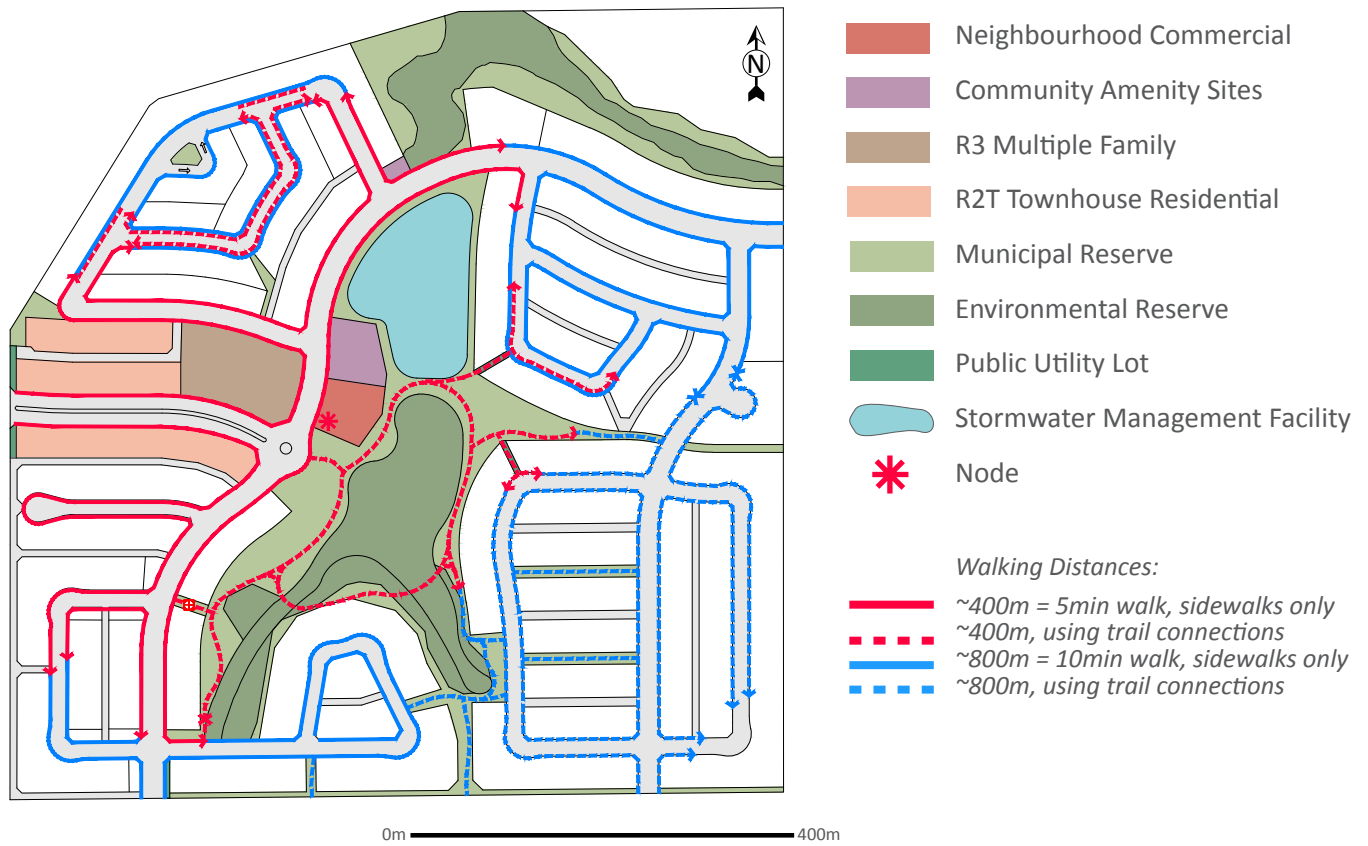 N
Neighbourhood Commercial
Community Amenity Sites
R3 Multiple Family
R2T Townhouse Residential
Municipal Reserve
Environmental Reserve
Public Utility Lot
Stormwater Management Facility
Node
Walking Distances:
~400m = 5min walk, sidewalks only
~400m, using trail connections
~800m = 10min walk, sidewalks only
~800m, using trail connections
0m 400m